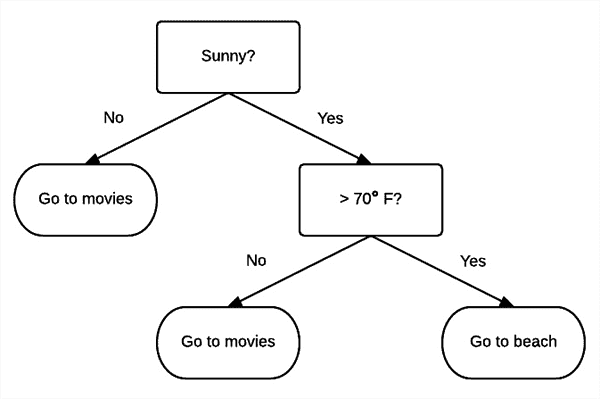 Sunny?
No
Yes
Go to movies
> 70° F?
No
Yes
Go to movies
Go to beach